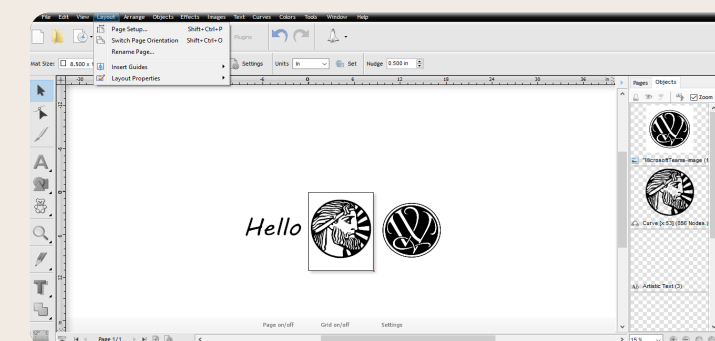 File Edit View Layout Arrange Objects Effects Images Text Curves Colors Tools Window Help
Page Setup... Shift+Ctrl+P
Switch Page Orientation Shift+Ctrl+O
Rename Page...
Insert Guides
Layout Properties
Plugins
Mat Size: 8.500 x
Settings Units in Set Nudge 0.500 in
Pages Objects
Zoom
"MicrosoftTeams-image (1
Curve [x 53] (856 Nodes.)
Artistic Text (3)
Hello
Page on/off Grid on/off Settings
Page 1/1
15 %